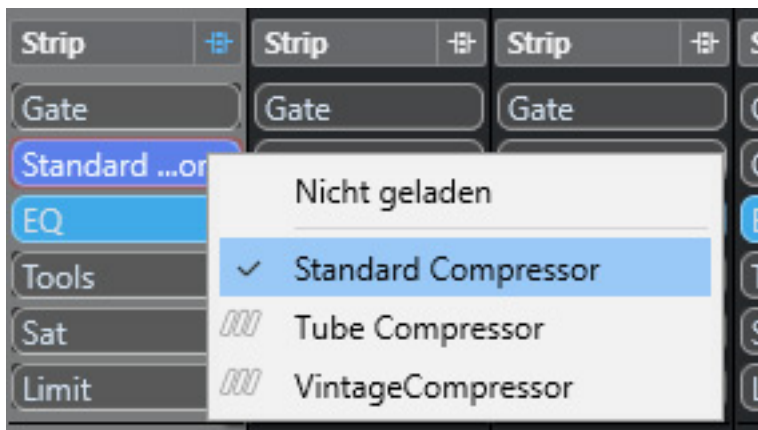 Strip
Strip
Strip
Gate
Gate
Gate
Standard ...or
EQ
Tools
Sat
Limit
Nicht geladen
Standard Compressor
Tube Compressor
VintageCompressor